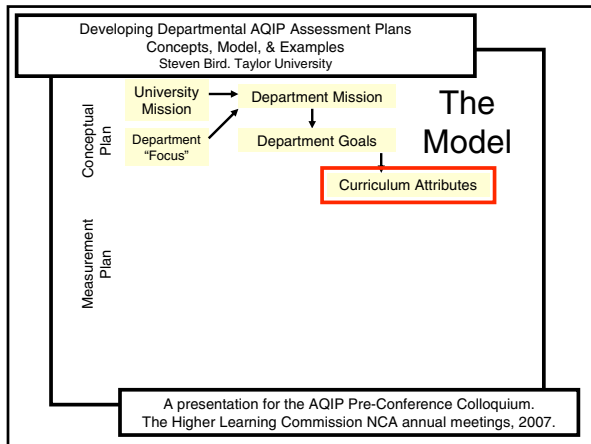 Developing Departmental AQIP Assessment Plans
Concepts, Model, & Examples
Steven Bird. Taylor University
University
Mission
Department Mission
The
Model
Department
“Focus”
Department Goals
Curriculum Attributes
Conceptual
Plan
Measurement
Plan
A presentation for the AQIP Pre-Conference Colloquium.
The Higher Learning Commission NCA annual meetings, 2007.